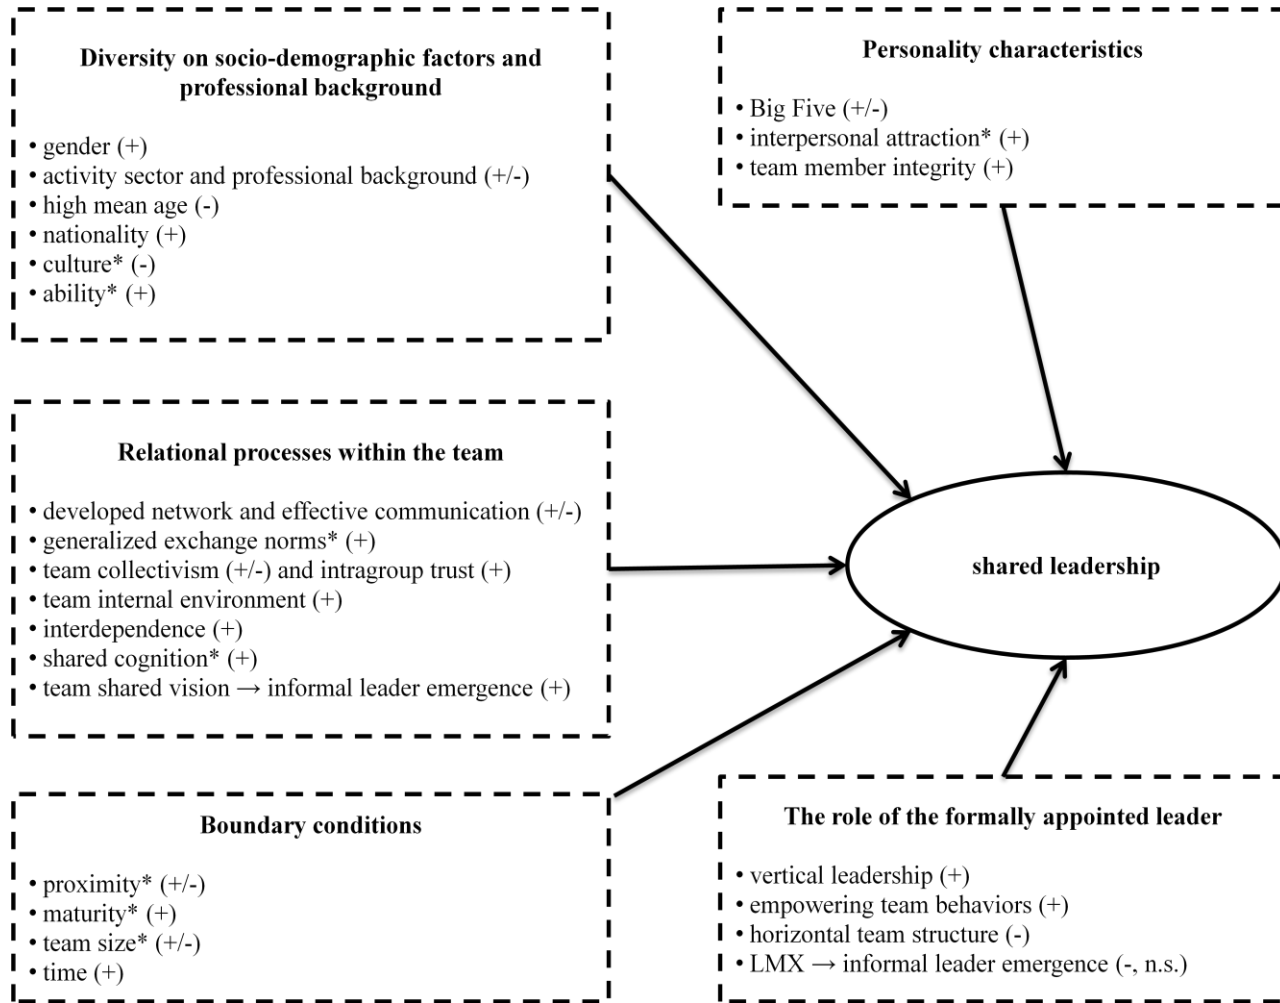 Diversity on socio-demographic factors and
professional background
• gender (+)
• activity sector and professional background (+/-)
• high mean age (-)
• nationality (+)
• culture* (-)
• ability* (+)
Personality characteristics
• Big Five (+/-)
• interpersonal attraction* (+)
• team member integrity (+)
Relational processes within the team
• developed network and effective communication (+/-)
• generalized exchange norms* (+)
• team collectivism (+/-) and intragroup trust (+)
• team internal environment (+)
• interdependence (+)
• shared cognition* (+)
• team shared vision → informal leader emergence (+)
shared leadership
Boundary conditions
• proximity* (+/-)
• maturity* (+)
• team size* (+/-)
• time (+)
The role of the formally appointed leader
• vertical leadership (+)
• empowering team behaviors (+)
• horizontal team structure (-)
• LMX → informal leader emergence (-, n.s.)